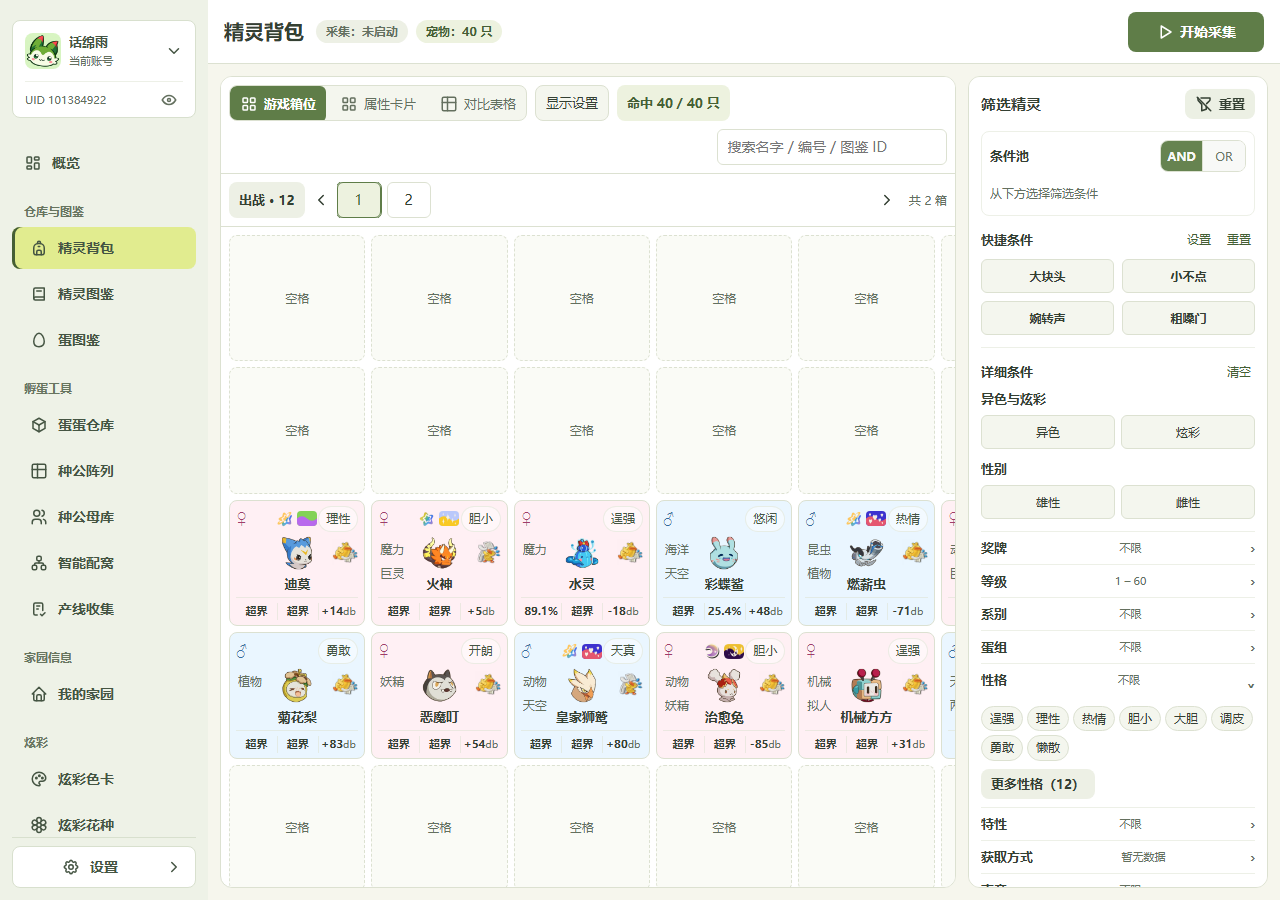 话绵雨
当前账号
UID 101384922
概览
仓库与图鉴
精灵背包
精灵图鉴
蛋图鉴
孵蛋工具
蛋蛋仓库
种公阵列
种公母库
智能配窝
产线收集
家园信息
我的家园
炫彩
炫彩色卡
炫彩花种
设置
精灵背包 采集：未启动 宠物：40 只 开始采集
游戏箱位 属性卡片 对比表格 显示设置 命中 40 / 40 只
搜索名字 / 编号 / 图鉴 ID
出战 • 12 1 2 共 2 箱
空格 空格 空格 空格 空格
空格 空格 空格 空格 空格
♀ 理性
迪莫
超界 超界 +14db
♀ 胆小
魔力
巨灵
火神
超界 超界 +5db
♀ 逞强
魔力
水灵
89.1% 超界 -18db
♂ 悠闲
海洋
天空
彩蝶鲨
超界 25.4% +48db
♂ 热情
昆虫
植物
燃薪虫
超界 超界 -71db
♂ 勇敢
植物
菊花梨
超界 超界 +83db
♀ 开朗
妖精
恶魔叮
超界 超界 +54db
♂ 天真
动物
天空
皇家狮鹫
超界 超界 +80db
♀ 胆小
动物
妖精
治愈兔
超界 超界 -85db
♀ 逞强
机械
拟人
机械方方
超界 超界 +31db
空格 空格 空格 空格 空格
筛选精灵 重置
条件池 AND OR
从下方选择筛选条件
快捷条件 设置 重置
大块头 小不点
婉转声 粗嗓门
详细条件 清空
异色与炫彩
异色 炫彩
性别
雄性 雌性
奖牌 不限
等级 1 – 60
系别 不限
蛋组 不限
性格 不限
逞强 理性 热情 胆小 大胆 调皮
勇敢 懒散
更多性格（12）
特性 不限
获取方式 暂无数据